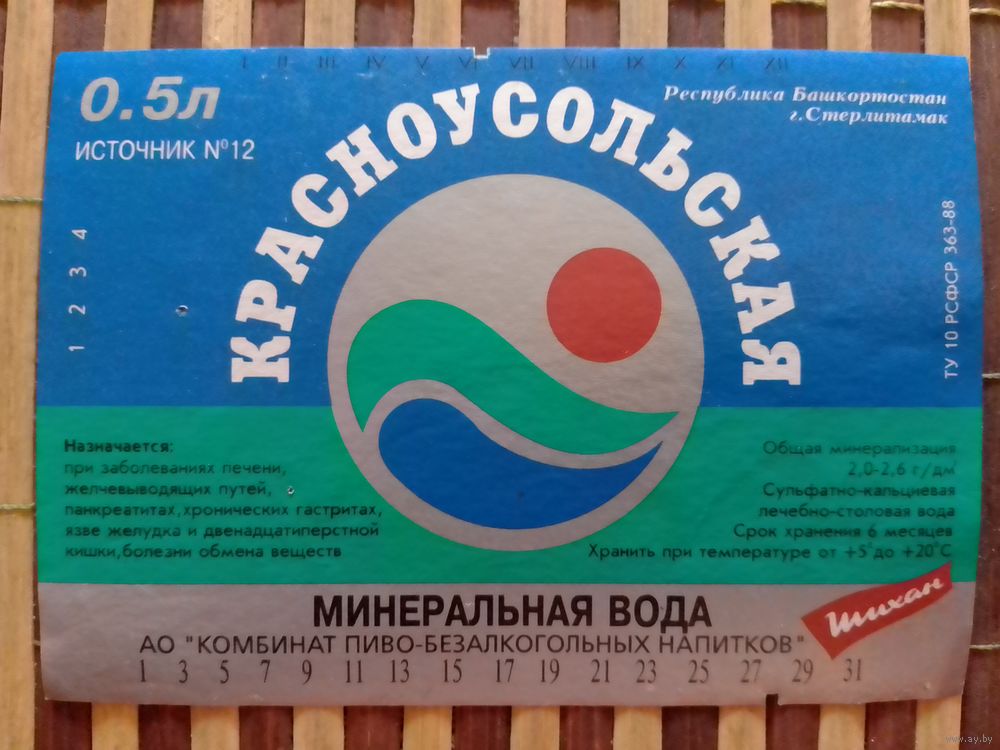 I II III IV V VI VII VIII IX X XI XII
0.5л
ИСТОЧНИК №12
Республика Башкортостан
г.Стерлитамак
КРАСНОУСОЛЬСКАЯ
1 2 3 4
ТУ 10 РСФСР 363-88
Назначается:
при заболеваниях печени,
желчевыводящих путей,
панкреатитах,хронических гастритах,
язве желудка и двенадцатиперстной
кишки,болезни обмена веществ
Общая минерализация
2,0-2,6 г/дм³
Сульфатно-кальциевая
лечебно-столовая вода
Срок хранения 6 месяцев
Хранить при температуре от +5°до +20°С
МИНЕРАЛЬНАЯ ВОДА
Шихан
АО "КОМБИНАТ ПИВО-БЕЗАЛКОГОЛЬНЫХ НАПИТКОВ"
1 3 5 7 9 11 13 15 17 19 21 23 25 27 29 31
www.ay.by